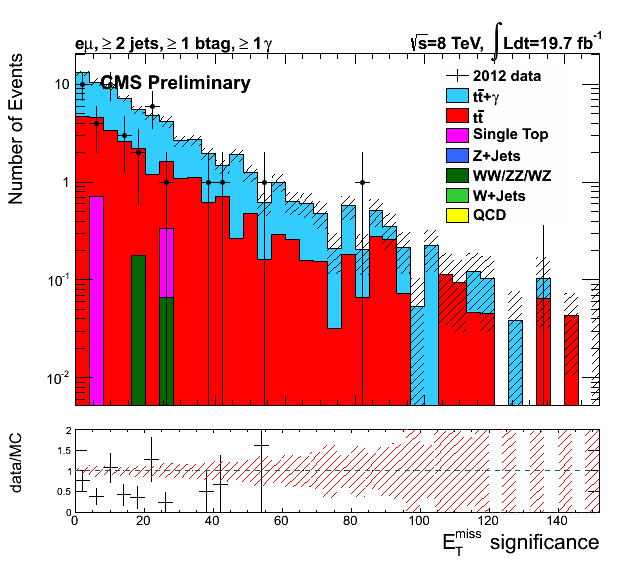 eμ, ≥ 2 jets, ≥ 1 btag, ≥ 1γ
√s=8 TeV, ∫Ldt=19.7 fb⁻¹
CMS Preliminary
2012 data
tt̄+γ
tt̄
Single Top
Z+Jets
WW/ZZ/WZ
W+Jets
QCD
Number of Events
10
1
10⁻¹
10⁻²
data/MC
2
1.5
1
0.5
0
0 20 40 60 80 100 120 140
E_T^miss significance